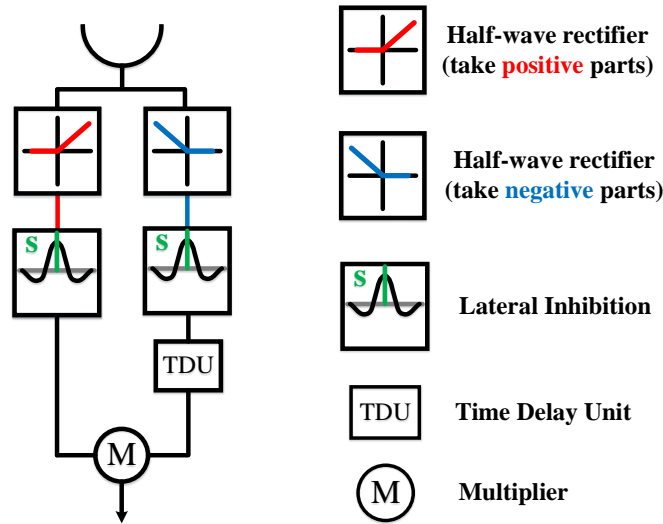 Half-wave rectifier
(take positive parts)
Half-wave rectifier
(take negative parts)
S
S
S
Lateral Inhibition
TDU
TDU
Time Delay Unit
M
M
Multiplier